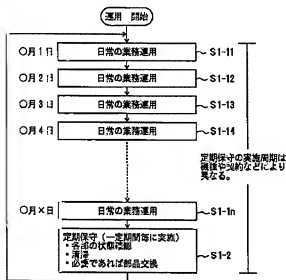 運用 開始
〇月1日 日常の業務運用 S1-11
〇月2日 日常の業務運用 S1-12
〇月3日 日常の業務運用 S1-13
〇月4日 日常の業務運用 S1-14
定期保守の実施周期は
機種や契約などにより
異なる。
〇月×日 日常の業務運用 S1-1n
定期保守(一定期間毎に実施)
・各部の状態確認
・清掃
・必要であれば部品交換
S1-2